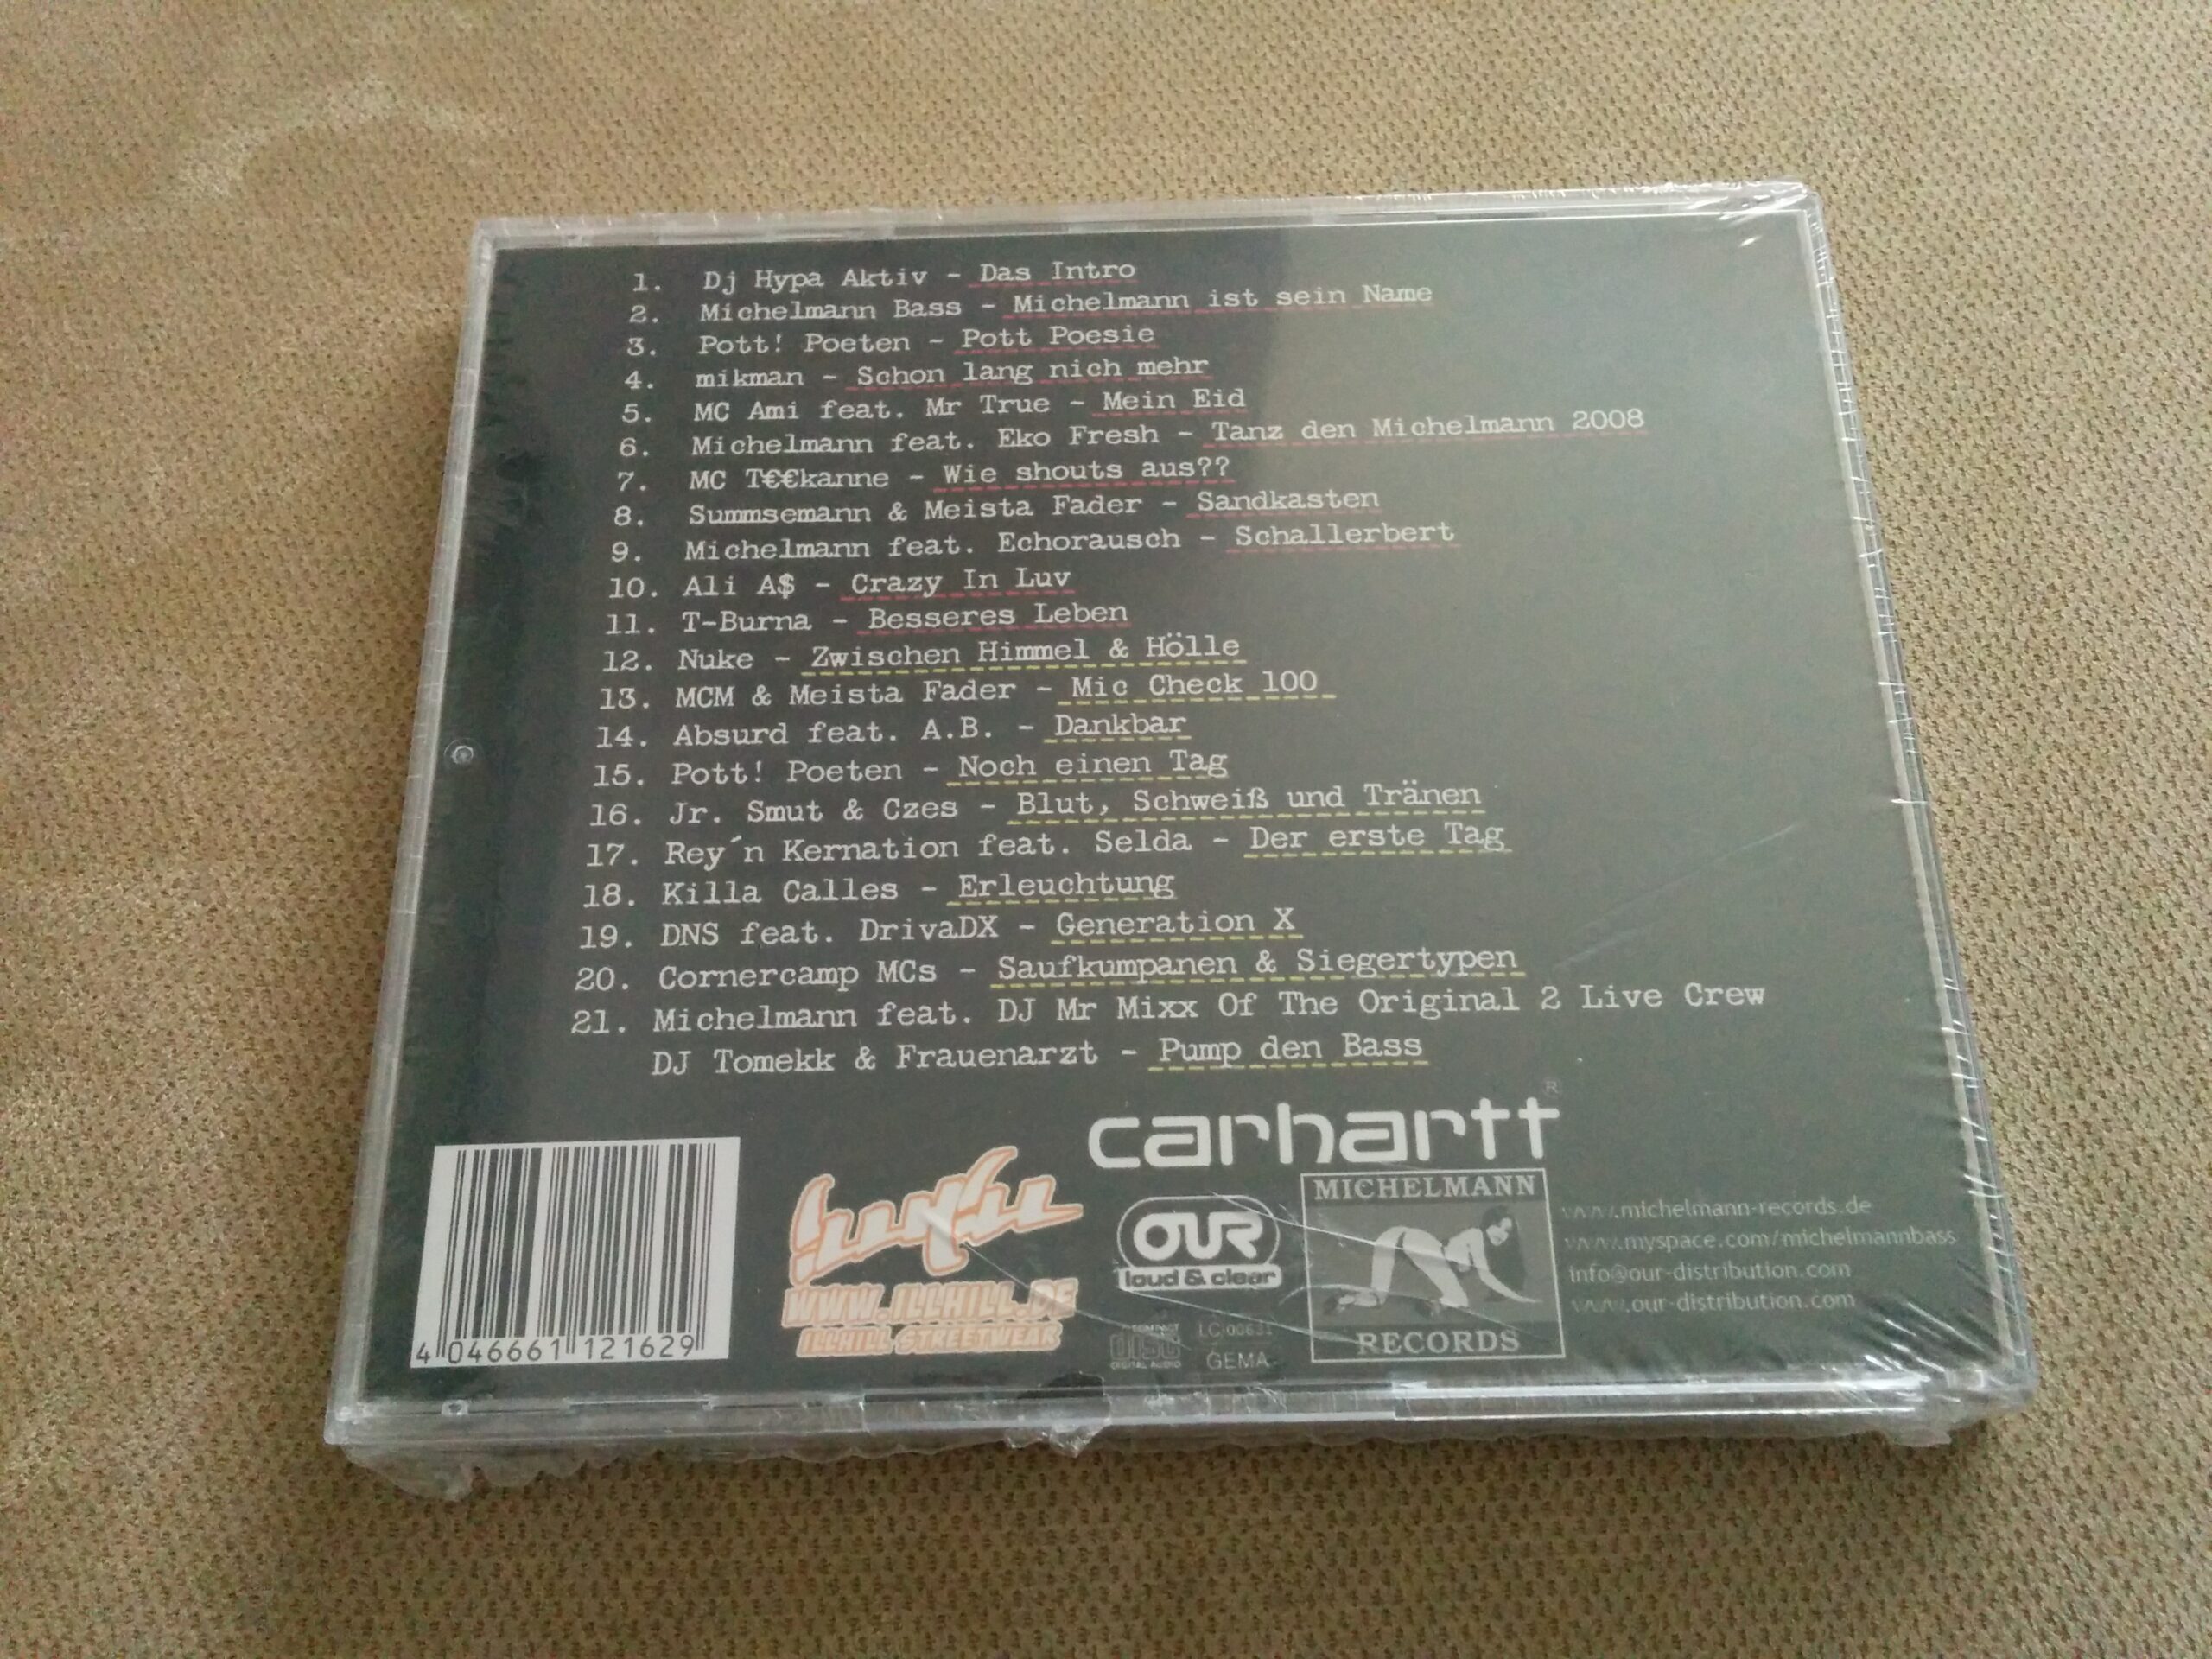 1. Dj Hypa Aktiv - Das Intro
2. Michelmann Bass - Michelmann ist sein Name
3. Pott! Poeten - Pott Poesie
4. mikman - Schon lang nich mehr
5. MC Ami feat. Mr True - Mein Eid
6. Michelmann feat. Eko Fresh - Tanz den Michelmann 2008
7. MC T€€kanne - Wie shouts aus??
8. Summsemann & Meista Fader - Sandkasten
9. Michelmann feat. Echorausch - Schallerbert
10. Ali A$ - Crazy In Luv
11. T-Burna - Besseres Leben
12. Nuke - Zwischen Himmel & Hölle
13. MCM & Meista Fader - Mic Check 100
14. Absurd feat. A.B. - Dankbar
15. Pott! Poeten - Noch einen Tag
16. Jr. Smut & Czes - Blut, Schweiß und Tränen
17. Rey´n Kernation feat. Selda - Der erste Tag
18. Killa Calles - Erleuchtung
19. DNS feat. DrivaDX - Generation X
20. Cornercamp MCs - Saufkumpanen & Siegertypen
21. Michelmann feat. DJ Mr Mixx Of The Original 2 Live Crew
DJ Tomekk & Frauenarzt - Pump den Bass
carhartt®
4 046661 121629
illhill
WWW.ILLHILL.DE
ILLHILL STREETWEAR
OUR
loud & clear
COMPACT
DISC
DIGITAL AUDIO
LC
GEMA
MICHELMANN
RECORDS
www.michelmann-records.de
www.myspace.com/michelmannbass
info@our-distribution.com
www.our-distribution.com